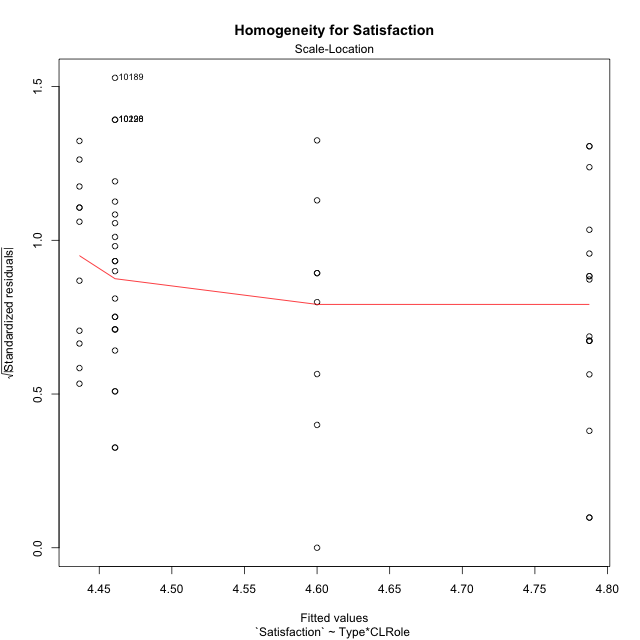 Homogeneity for Satisfaction
Scale-Location
10189
1.5
1.0
0.5
0.0
√|Standardized residuals|
4.45 4.50 4.55 4.60 4.65 4.70 4.75 4.80
Fitted values
`Satisfaction` ~ Type*CLRole